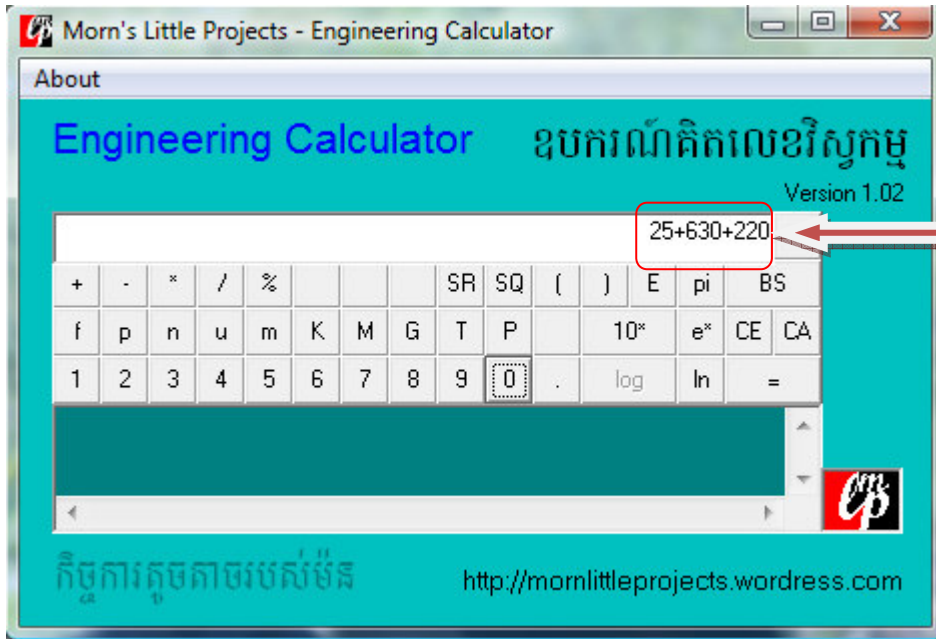 Morn's Little Projects - Engineering Calculator
About
Engineering Calculator ឧបករណ៍គិតលេខវិស្វកម្ម
Version 1.02
25+630+220
+ - * / % SR SQ ( ) E pi BS
f p n u m K M G T P 10ˣ eˣ CE CA
1 2 3 4 5 6 7 8 9 0 . log ln =
កិច្ចការតូចតាចរបស់ម៉ន http://mornlittleprojects.wordress.com